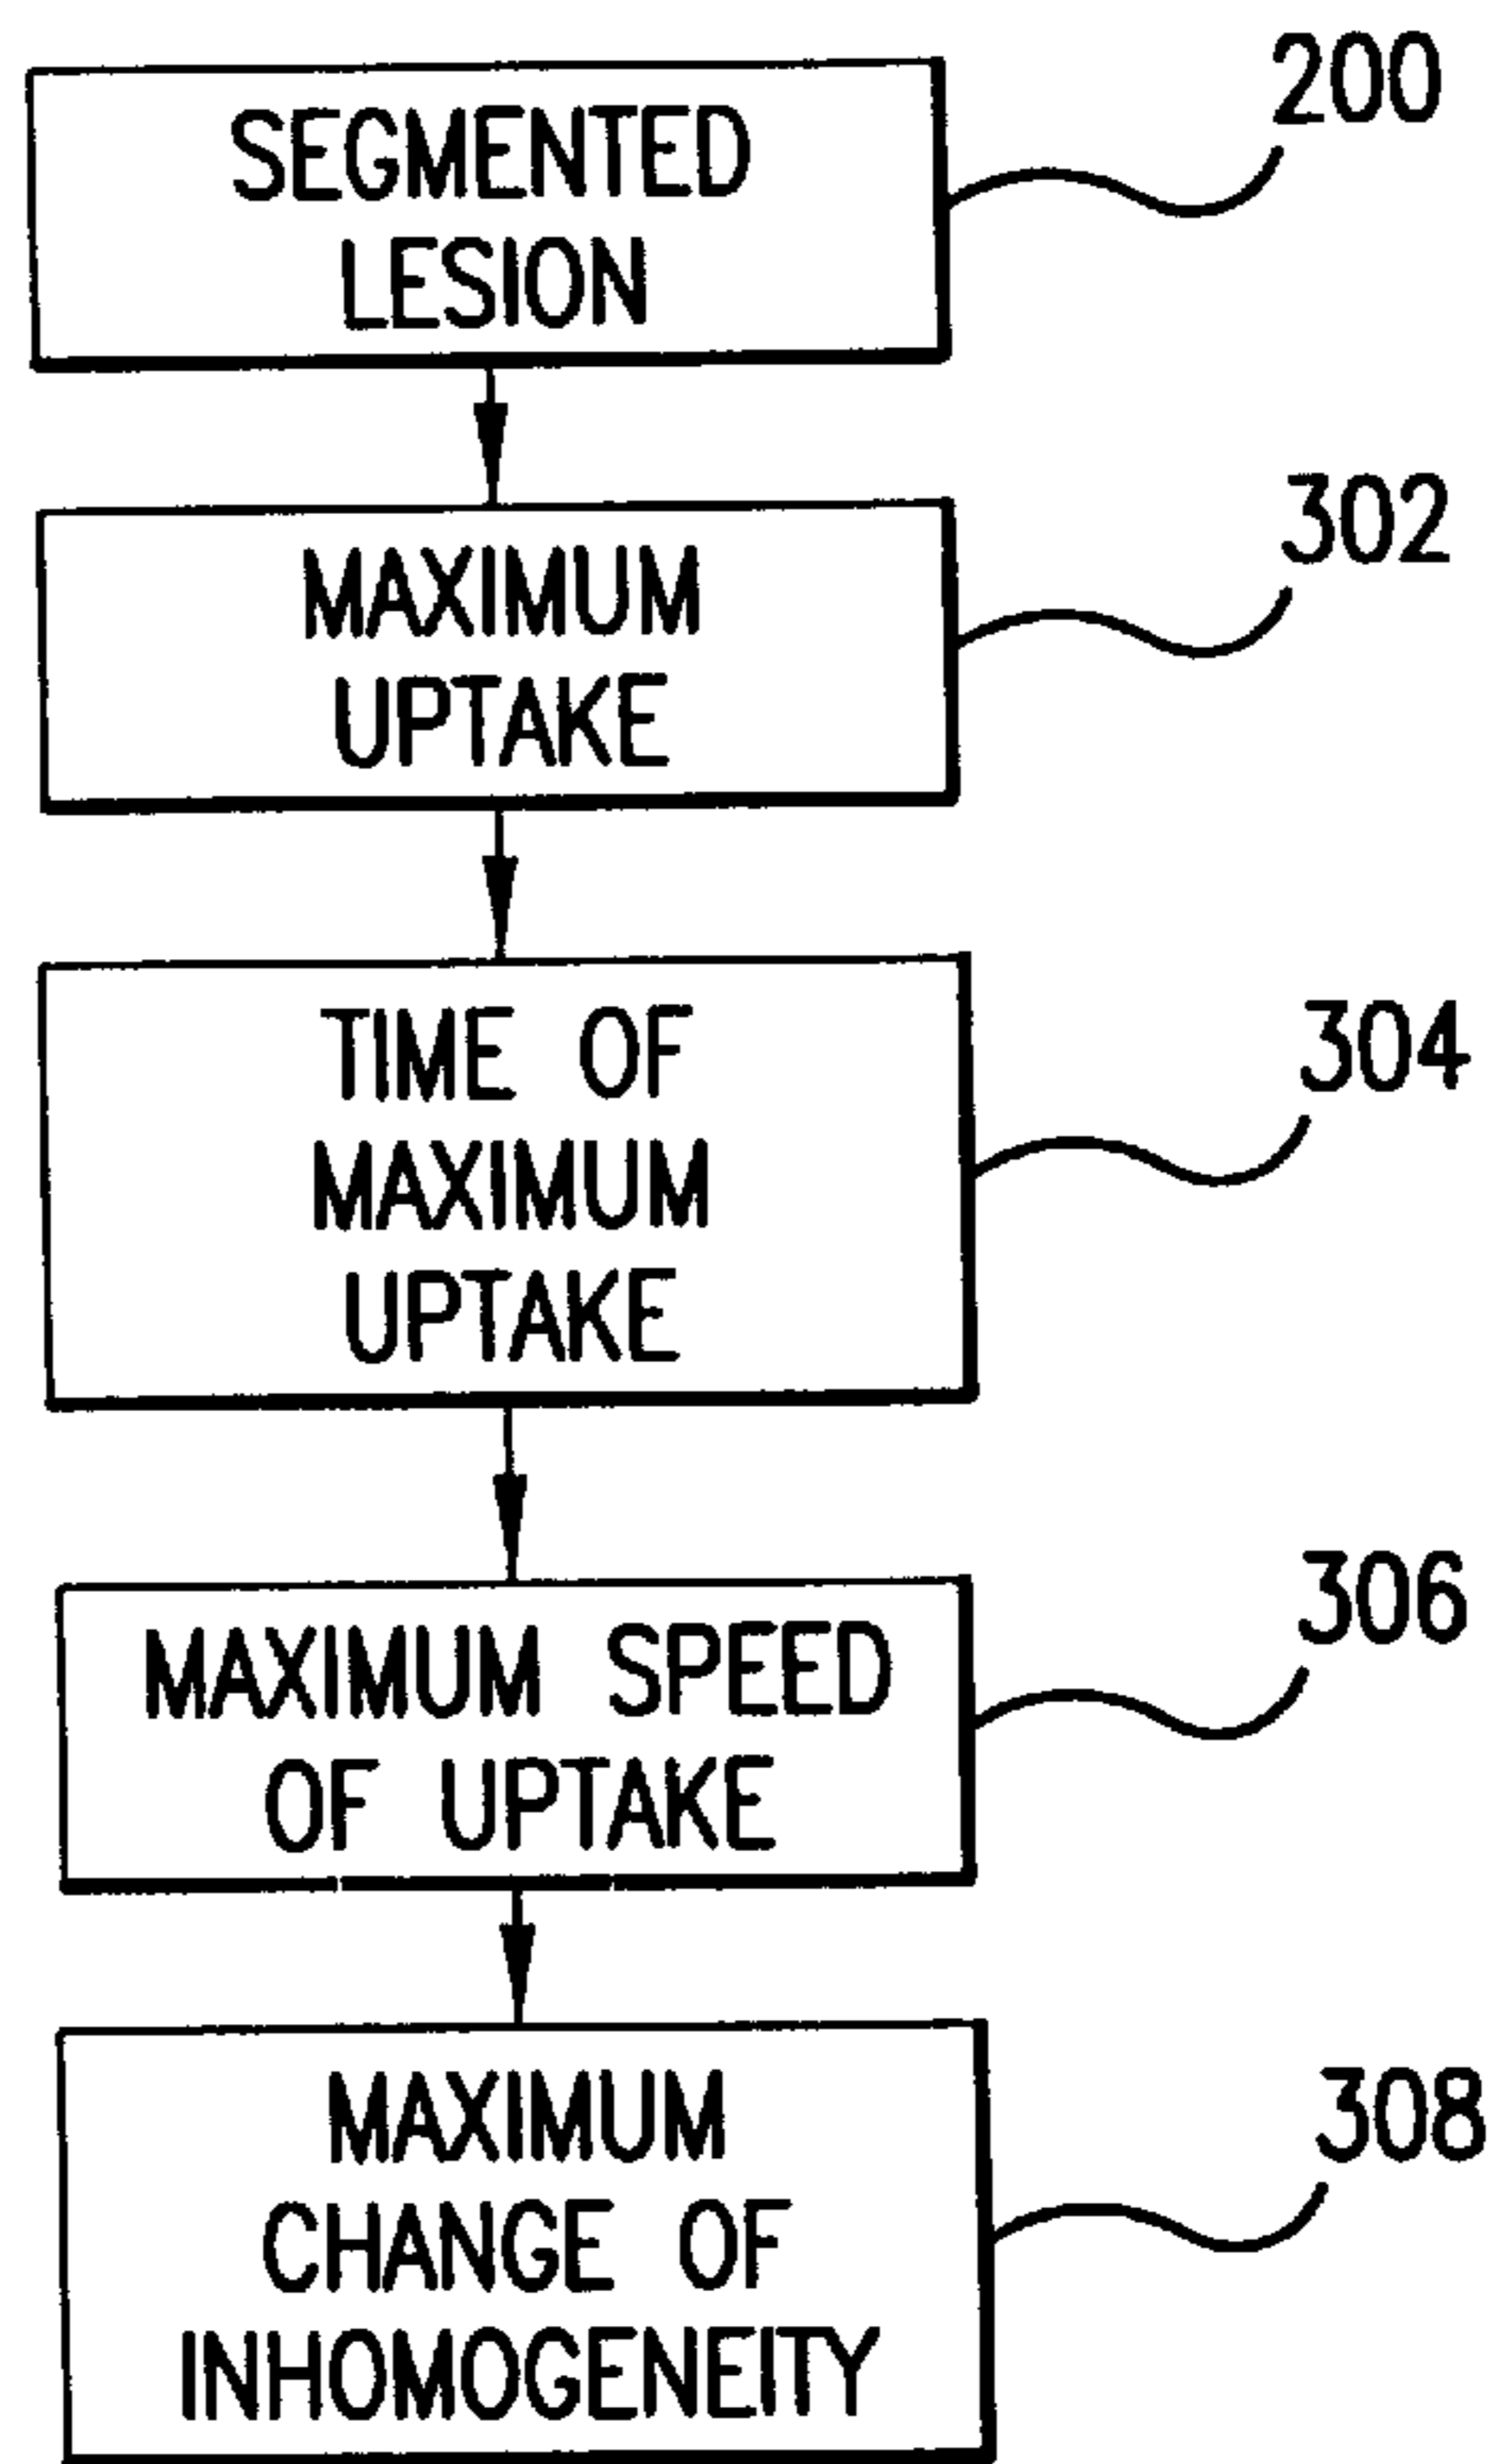 200
SEGMENTED
LESION
302
MAXIMUM
UPTAKE
304
TIME OF
MAXIMUM
UPTAKE
306
MAXIMUM SPEED
OF UPTAKE
308
MAXIMUM
CHANGE OF
INHOMOGENEITY